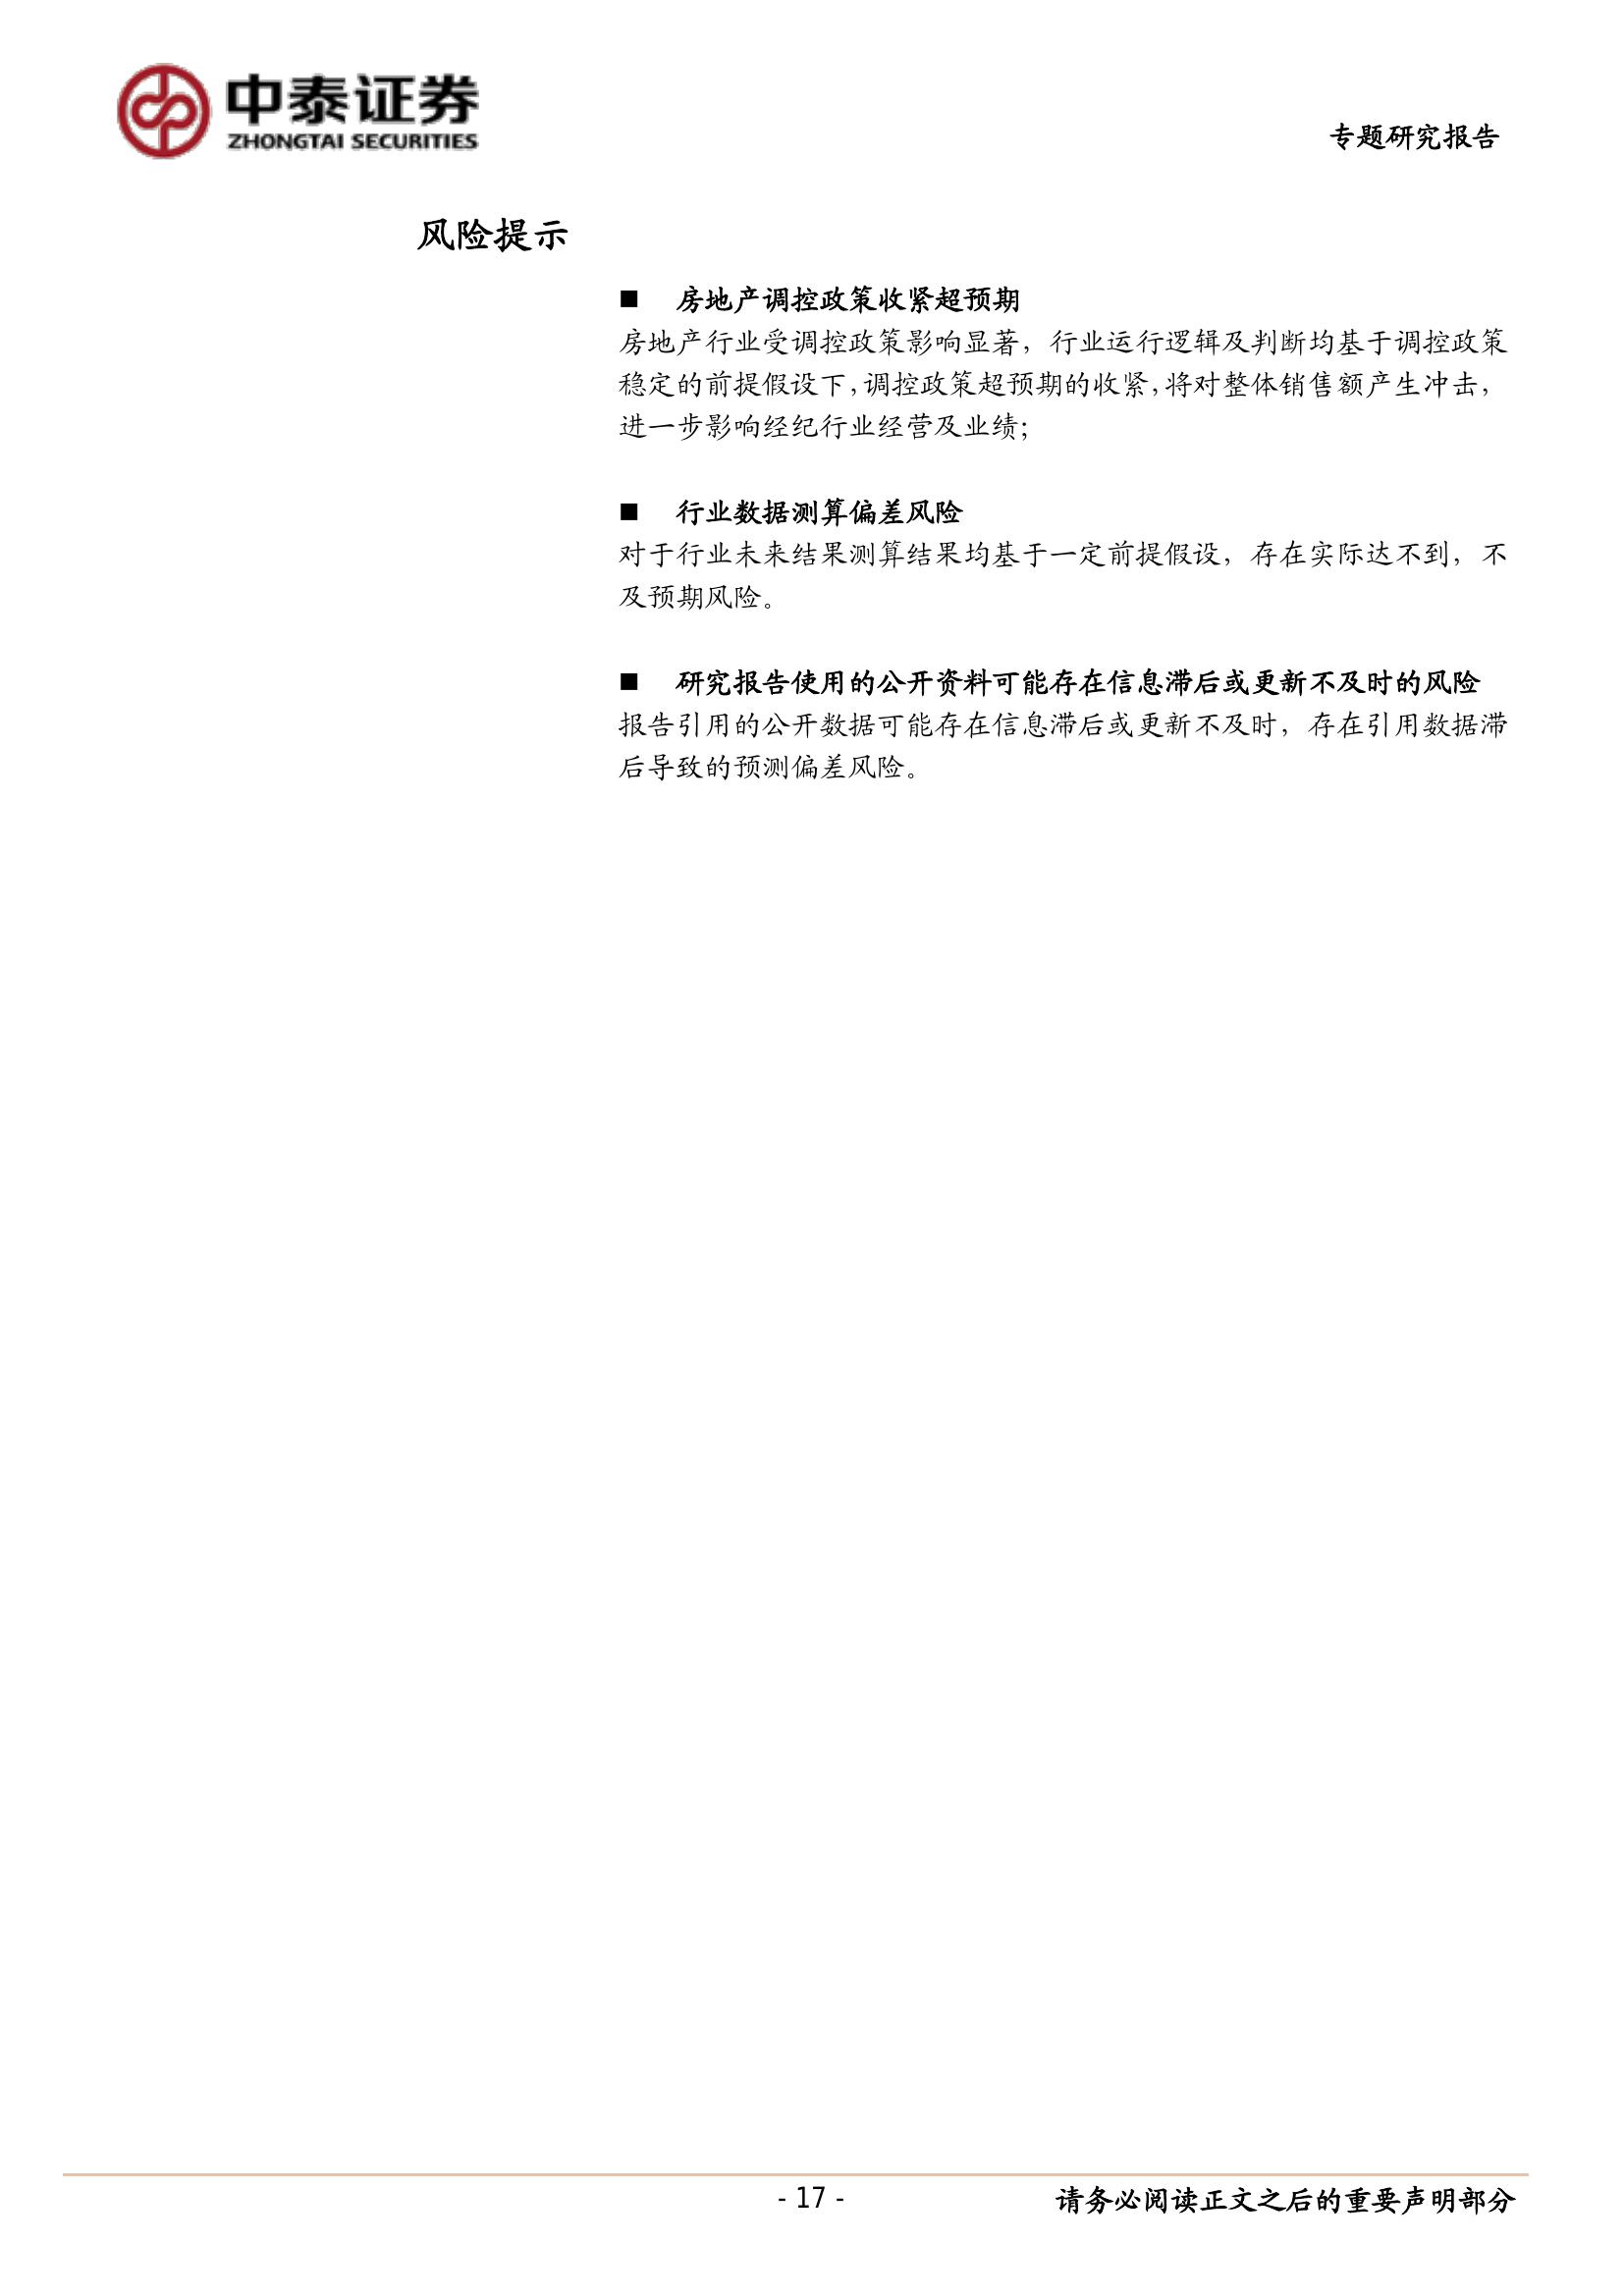 中泰证券
ZHONGTAI SECURITIES
专题研究报告
风险提示
■ 房地产调控政策收紧超预期
房地产行业受调控政策影响显著，行业运行逻辑及判断均基于调控政策
稳定的前提假设下，调控政策超预期的收紧，将对整体销售额产生冲击，
进一步影响经纪行业经营及业绩；
■ 行业数据测算偏差风险
对于行业未来结果测算结果均基于一定前提假设，存在实际达不到，不
及预期风险。
■ 研究报告使用的公开资料可能存在信息滞后或更新不及时的风险
报告引用的公开数据可能存在信息滞后或更新不及时，存在引用数据滞
后导致的预测偏差风险。
- 17 -
请务必阅读正文之后的重要声明部分